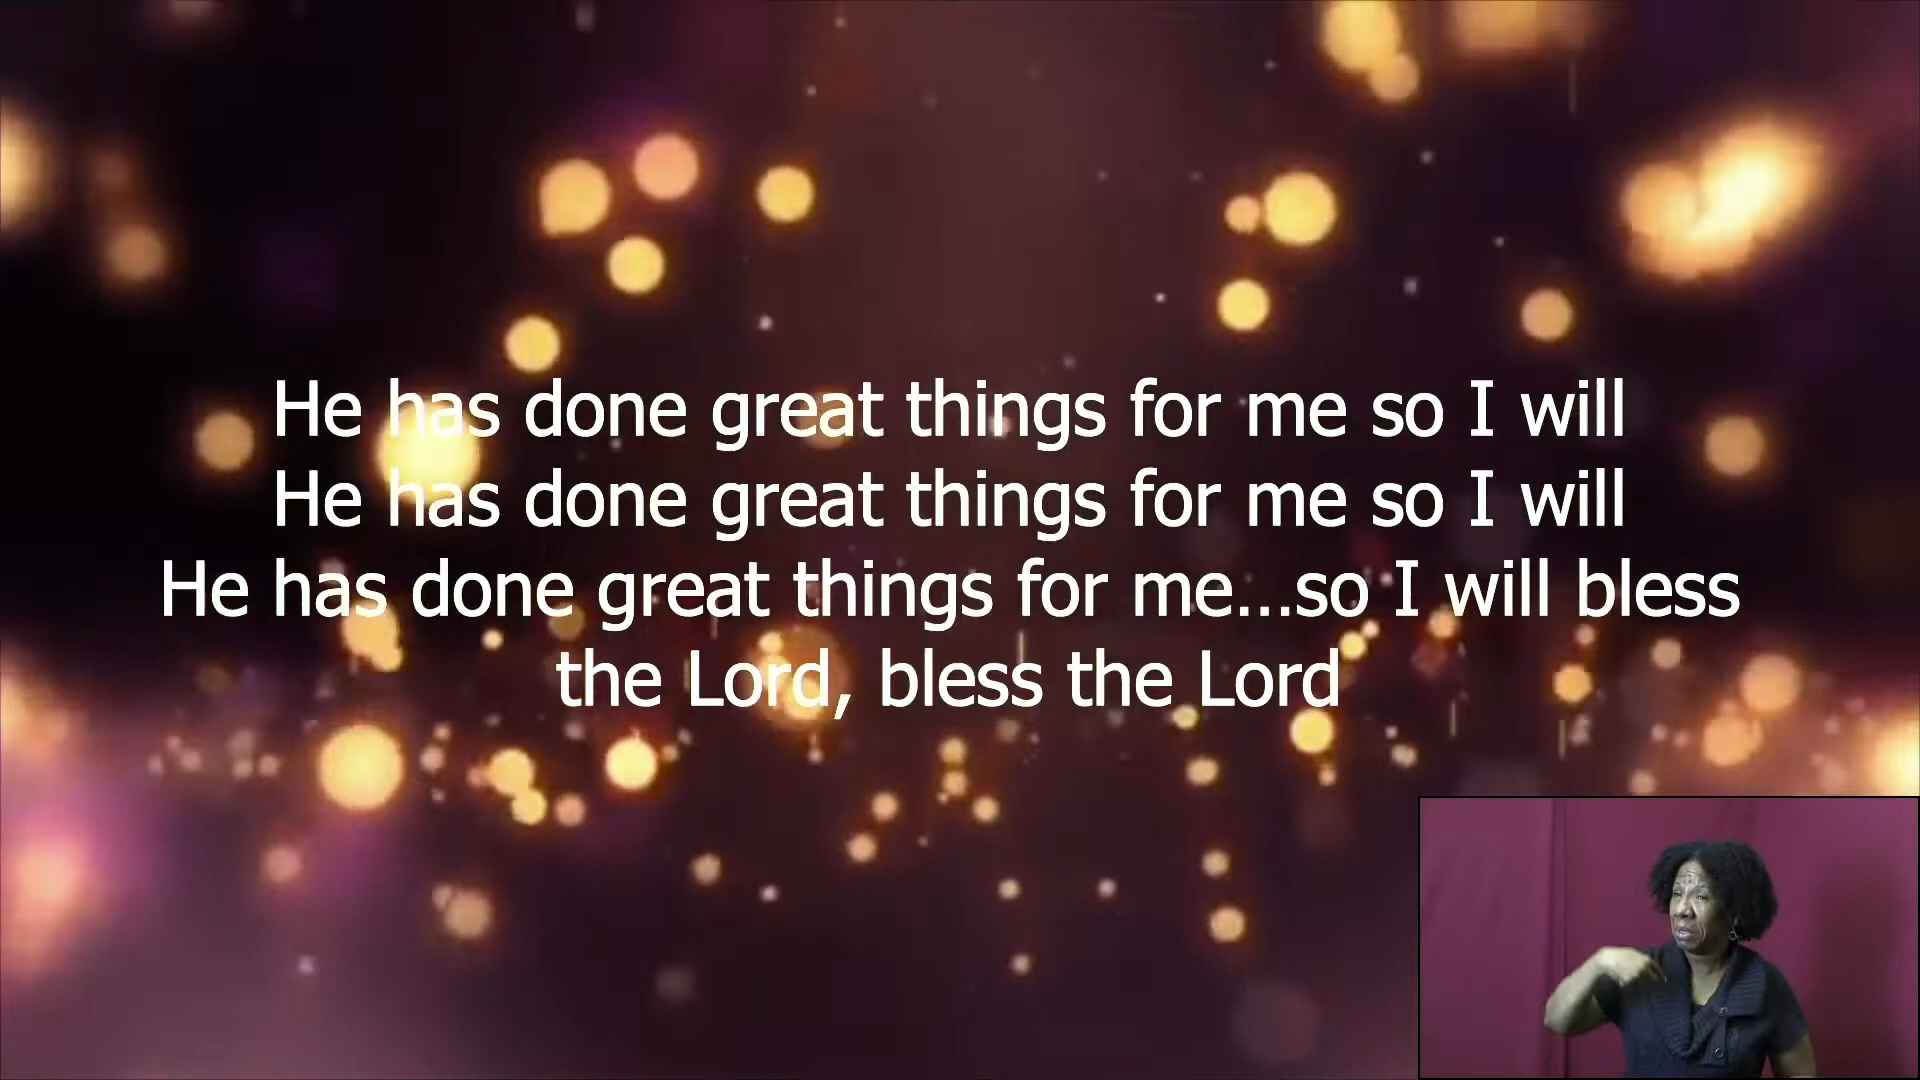 He has done great things for me so I will
He has done great things for me so I will
He has done great things for me...so I will bless
the Lord, bless the Lord